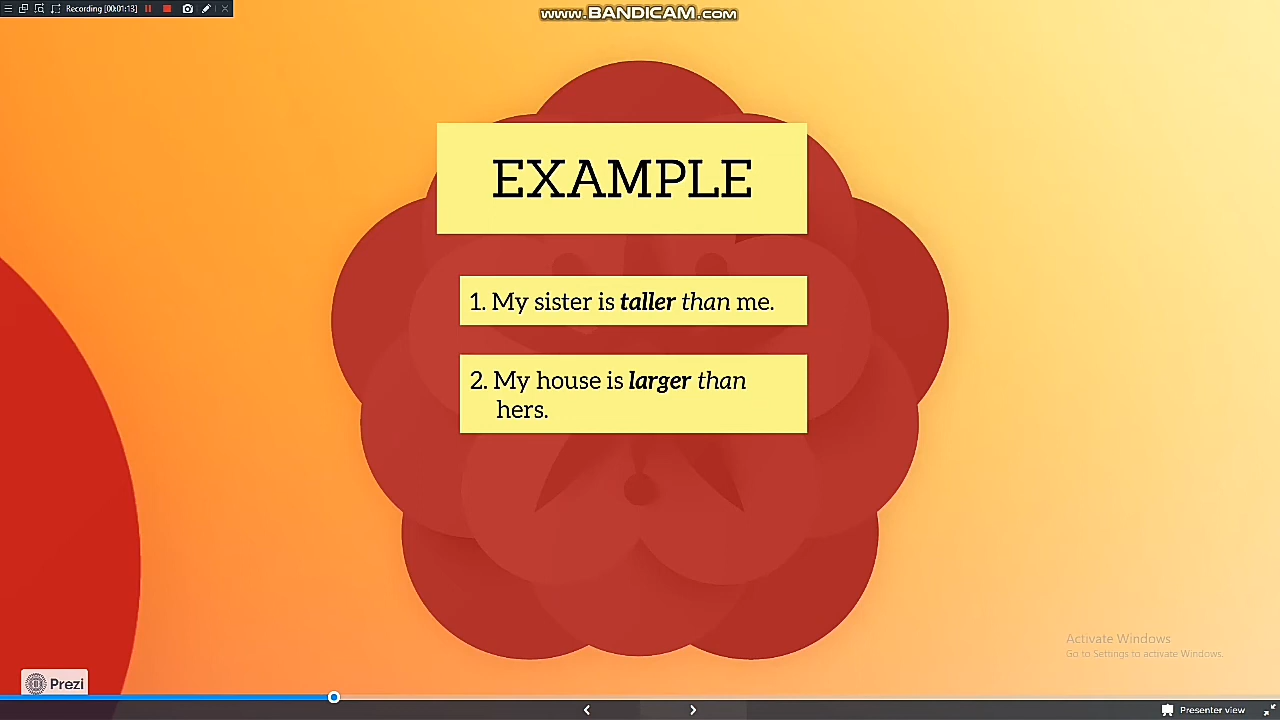 Recording [00:01:13]
www.BANDICAM.com
EXAMPLE
1. My sister is taller than me.
2. My house is larger than
hers.
Activate Windows
Go to Settings to activate Windows.
Prezi
Presenter view